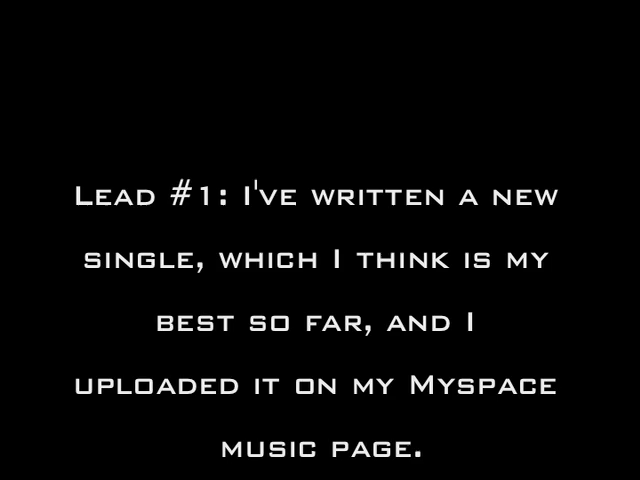 Lead #1: I've written a new
single, which I think is my
best so far, and I
uploaded it on my Myspace
music page.